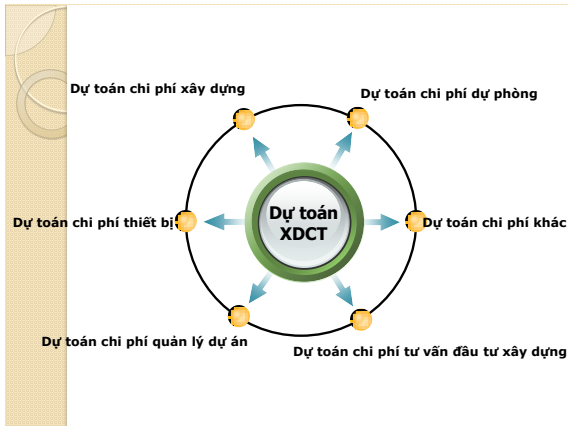 Dự toán chi phí xây dựng
Dự toán chi phí dự phòng
Dự toán chi phí thiết bị
Dự toán
XDCT
Dự toán chi phí khác
Dự toán chi phí quản lý dự án
Dự toán chi phí tư vấn đầu tư xây dựng